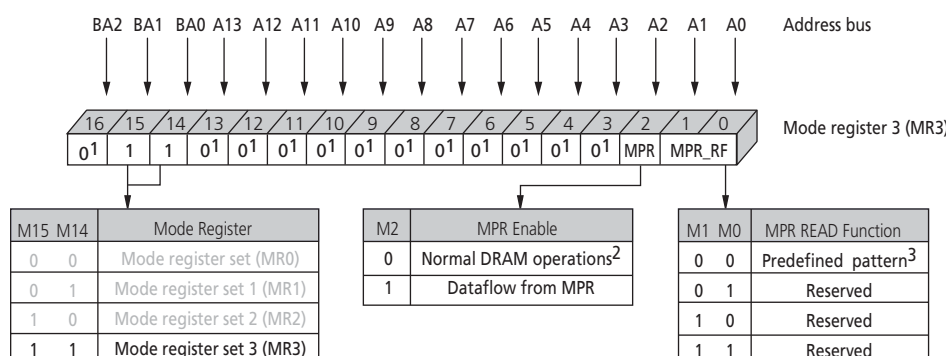 BA2 BA1 BA0 A13 A12 A11 A10 A9 A8 A7 A6 A5 A4 A3 A2 A1 A0 Address bus
16 15 14 13 12 11 10 9 8 7 6 5 4 3 2 1 0
Mode register 3 (MR3)
0¹ 1 1 0¹ 0¹ 0¹ 0¹ 0¹ 0¹ 0¹ 0¹ 0¹ 0¹ 0¹ MPR MPR_RF
M15 M14 Mode Register
0 0 Mode register set (MR0)
0 1 Mode register set 1 (MR1)
1 0 Mode register set 2 (MR2)
1 1 Mode register set 3 (MR3)
M2 MPR Enable
0 Normal DRAM operations²
1 Dataflow from MPR
M1 M0 MPR READ Function
0 0 Predefined pattern³
0 1 Reserved
1 0 Reserved
1 1 Reserved